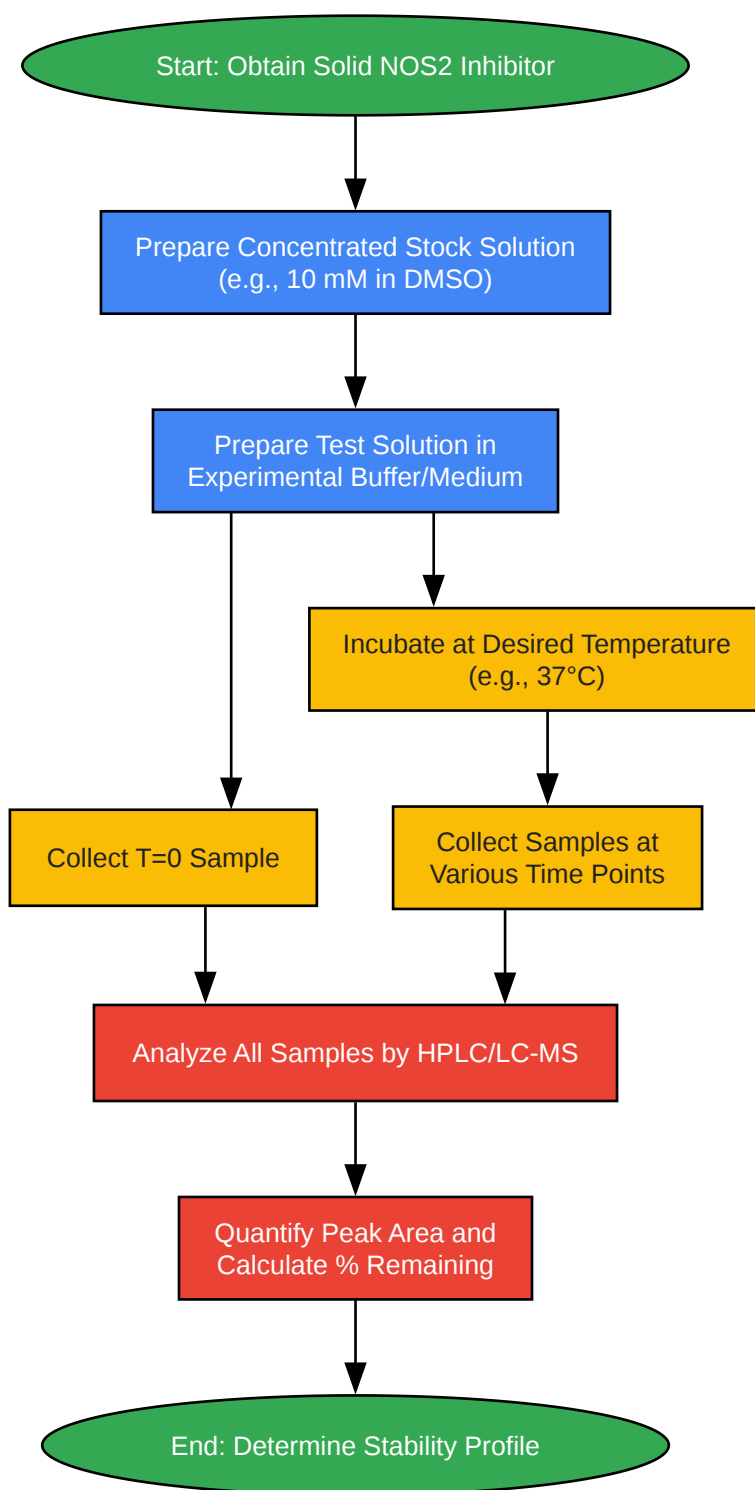 Start: Obtain Solid NOS2 Inhibitor
Prepare Concentrated Stock Solution
(e.g., 10 mM in DMSO)
Prepare Test Solution in
Experimental Buffer/Medium
Incubate at Desired Temperature
(e.g., 37°C)
Collect T=0 Sample
Collect Samples at
Various Time Points
Analyze All Samples by HPLC/LC-MS
Quantify Peak Area and
Calculate % Remaining
End: Determine Stability Profile